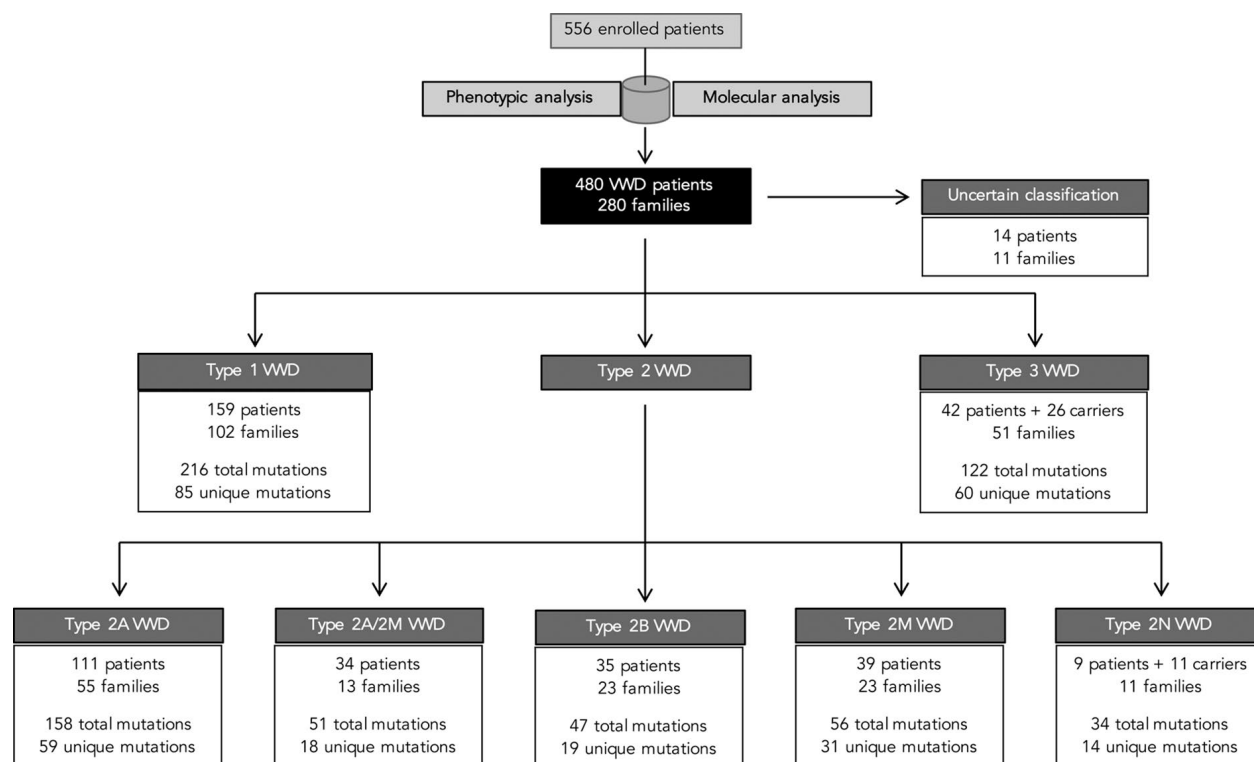 556 enrolled patients
Phenotypic analysis
Molecular analysis
480 VWD patients
280 families
Uncertain classification
14 patients
11 families
Type 1 VWD
159 patients
102 families
216 total mutations
85 unique mutations
Type 2 VWD
Type 3 VWD
42 patients + 26 carriers
51 families
122 total mutations
60 unique mutations
Type 2A VWD
111 patients
55 families
158 total mutations
59 unique mutations
Type 2A/2M VWD
34 patients
13 families
51 total mutations
18 unique mutations
Type 2B VWD
35 patients
23 families
47 total mutations
19 unique mutations
Type 2M VWD
39 patients
23 families
56 total mutations
31 unique mutations
Type 2N VWD
9 patients + 11 carriers
11 families
34 total mutations
14 unique mutations